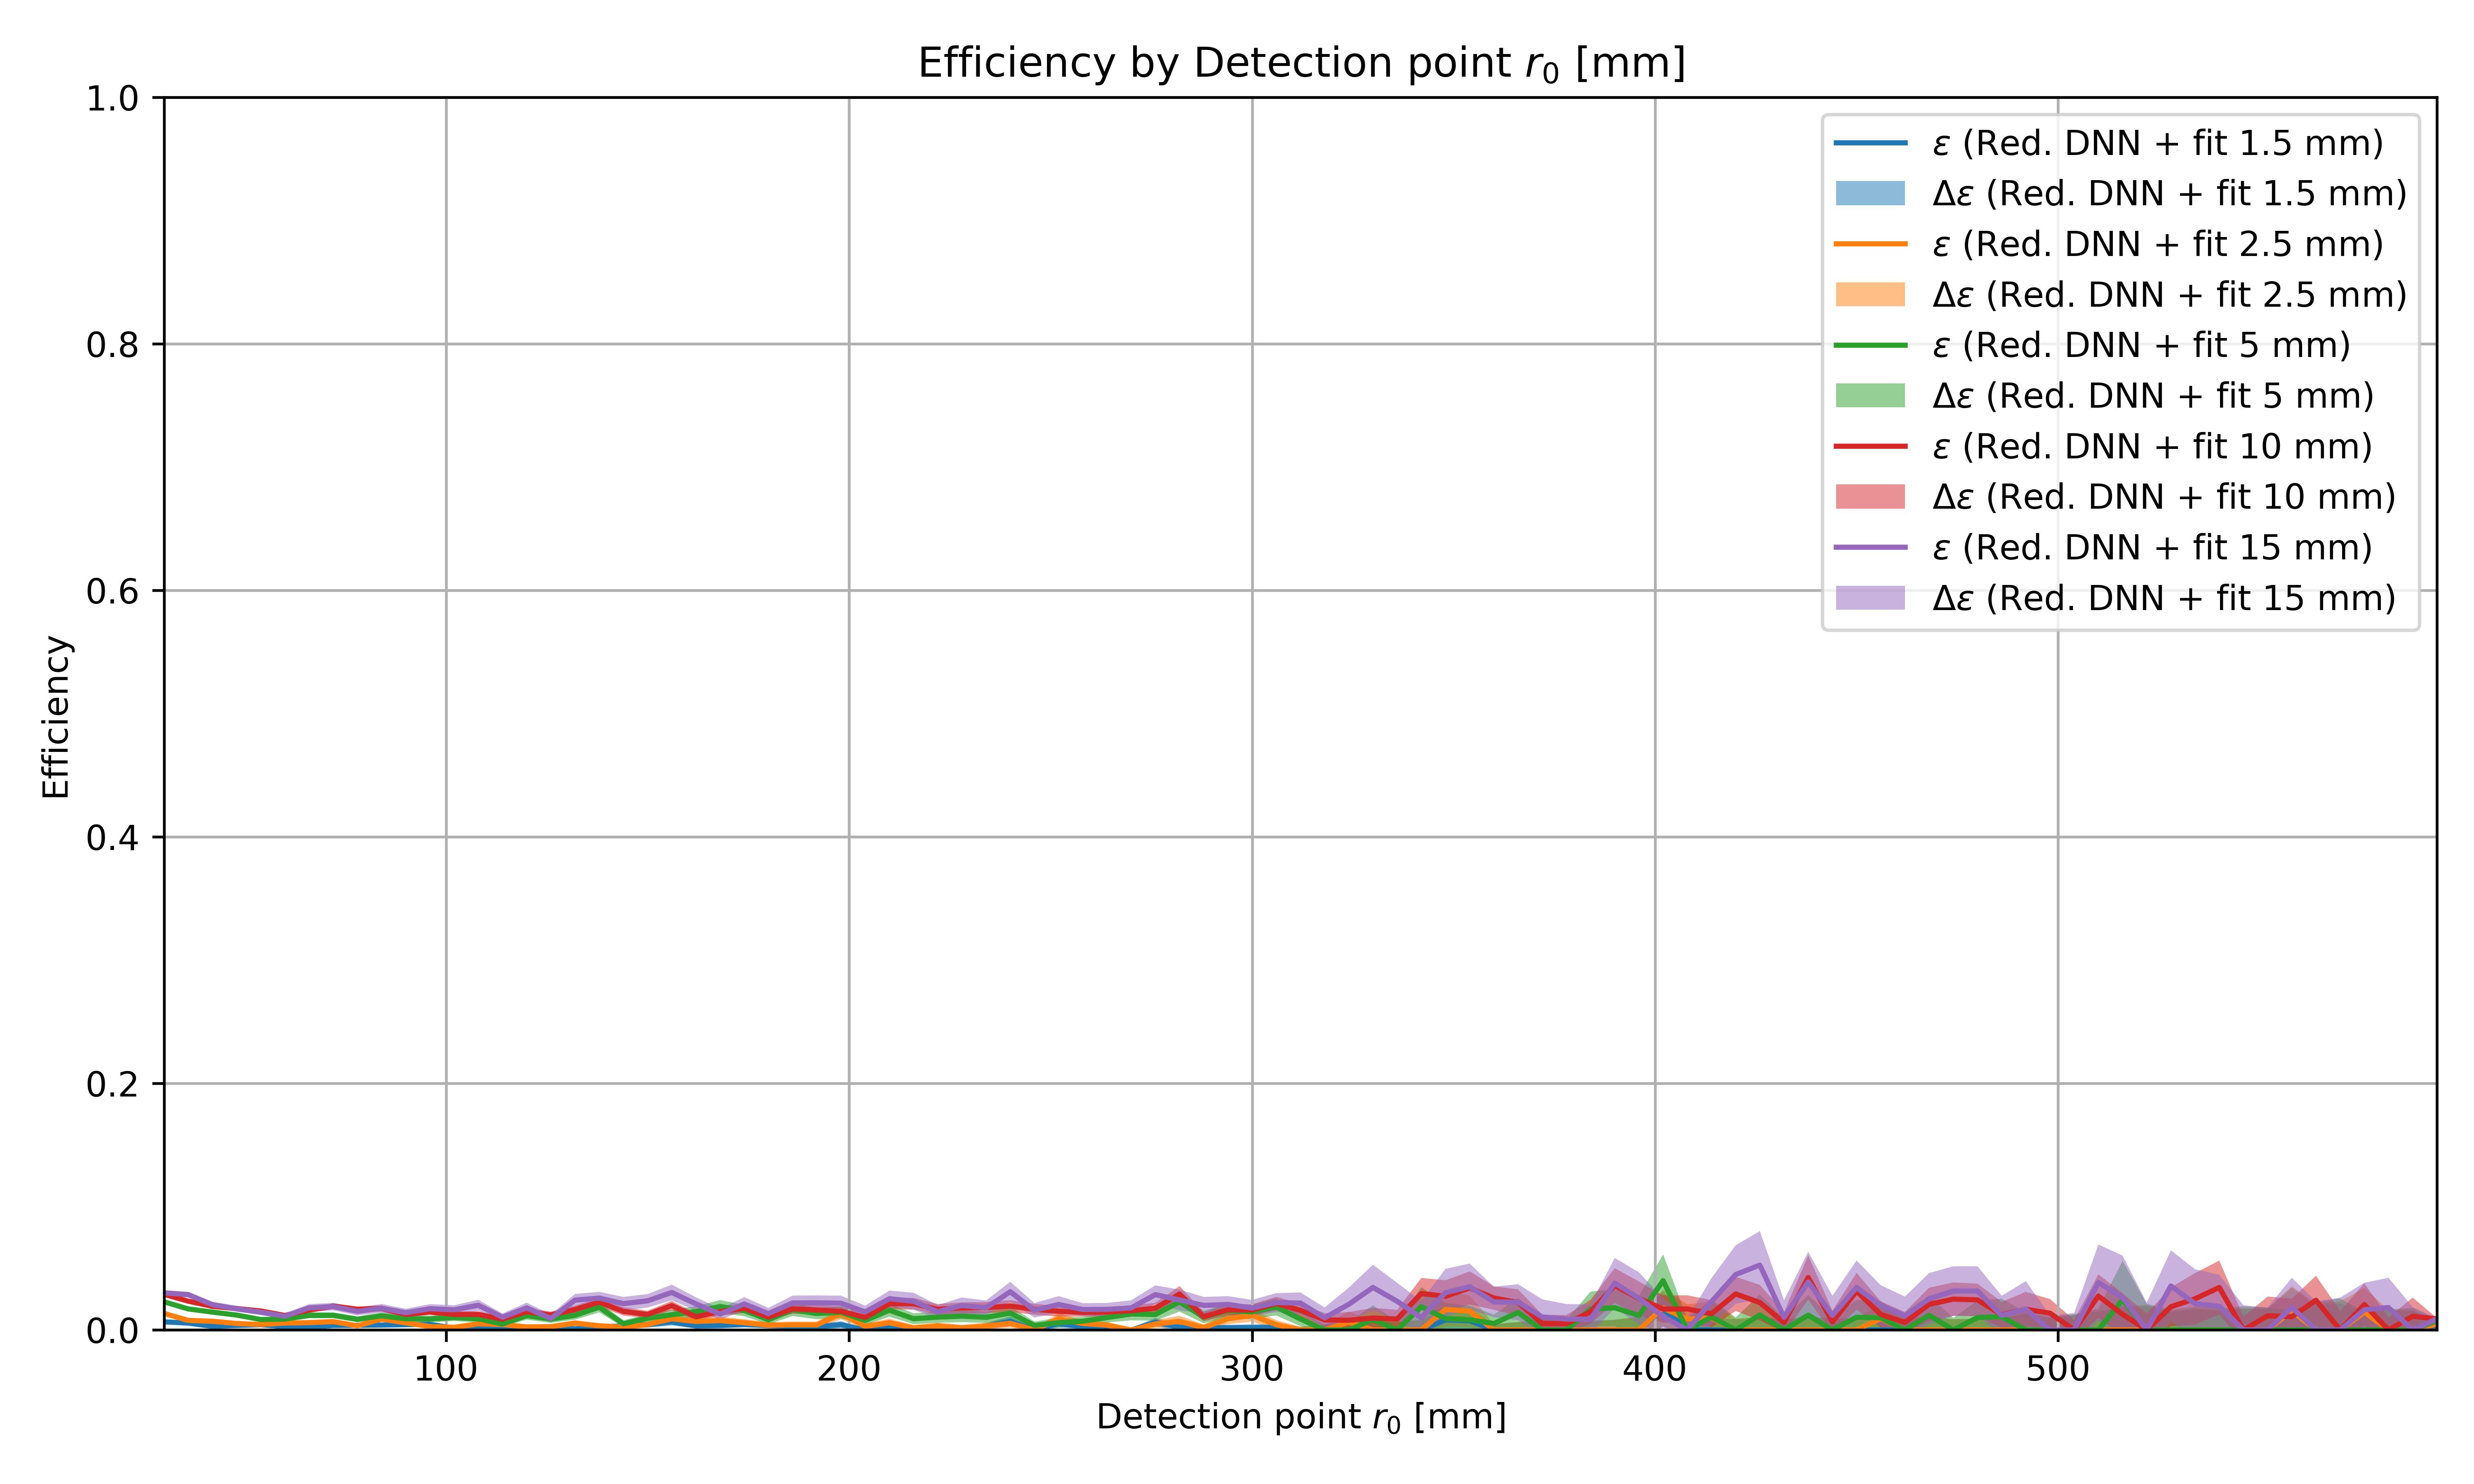 Efficiency by Detection point r₀ [mm]
1.0
0.8
0.6
0.4
0.2
0.0
Efficiency
ε (Red. DNN + fit 1.5 mm)
Δε (Red. DNN + fit 1.5 mm)
ε (Red. DNN + fit 2.5 mm)
Δε (Red. DNN + fit 2.5 mm)
ε (Red. DNN + fit 5 mm)
Δε (Red. DNN + fit 5 mm)
ε (Red. DNN + fit 10 mm)
Δε (Red. DNN + fit 10 mm)
ε (Red. DNN + fit 15 mm)
Δε (Red. DNN + fit 15 mm)
100 200 300 400 500
Detection point r₀ [mm]